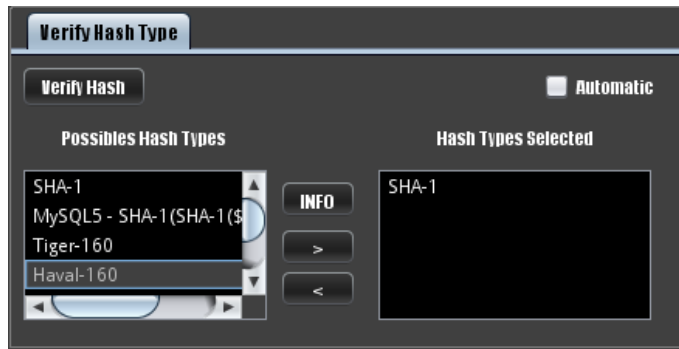 Verify Hash Type
Verify Hash
Automatic
Possibles Hash Types
Hash Types Selected
SHA-1
MySQL5 - SHA-1(SHA-1($
Tiger-160
Haval-160
INFO
>
<
SHA-1